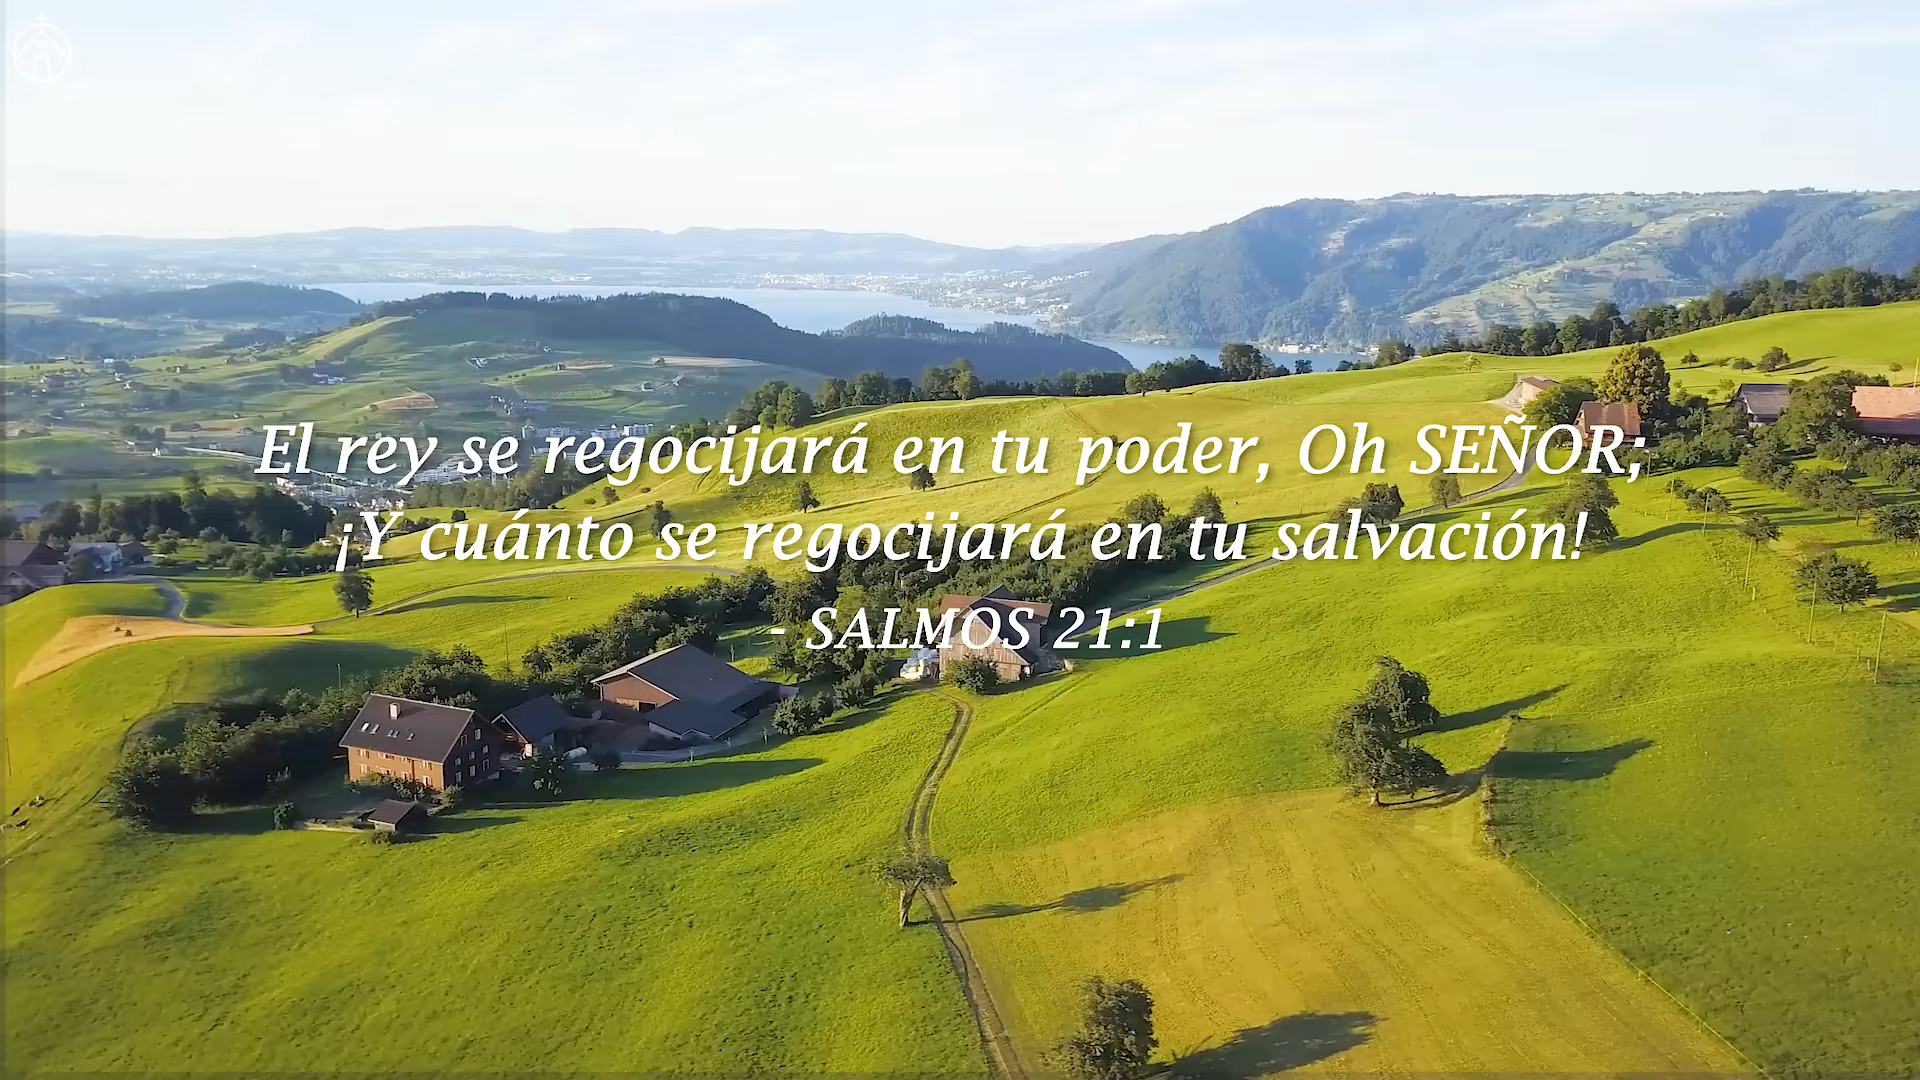 El rey se regocijará en tu poder, Oh SEÑOR;
¡Y cuánto se regocijará en tu salvación!
- SALMOS 21:1